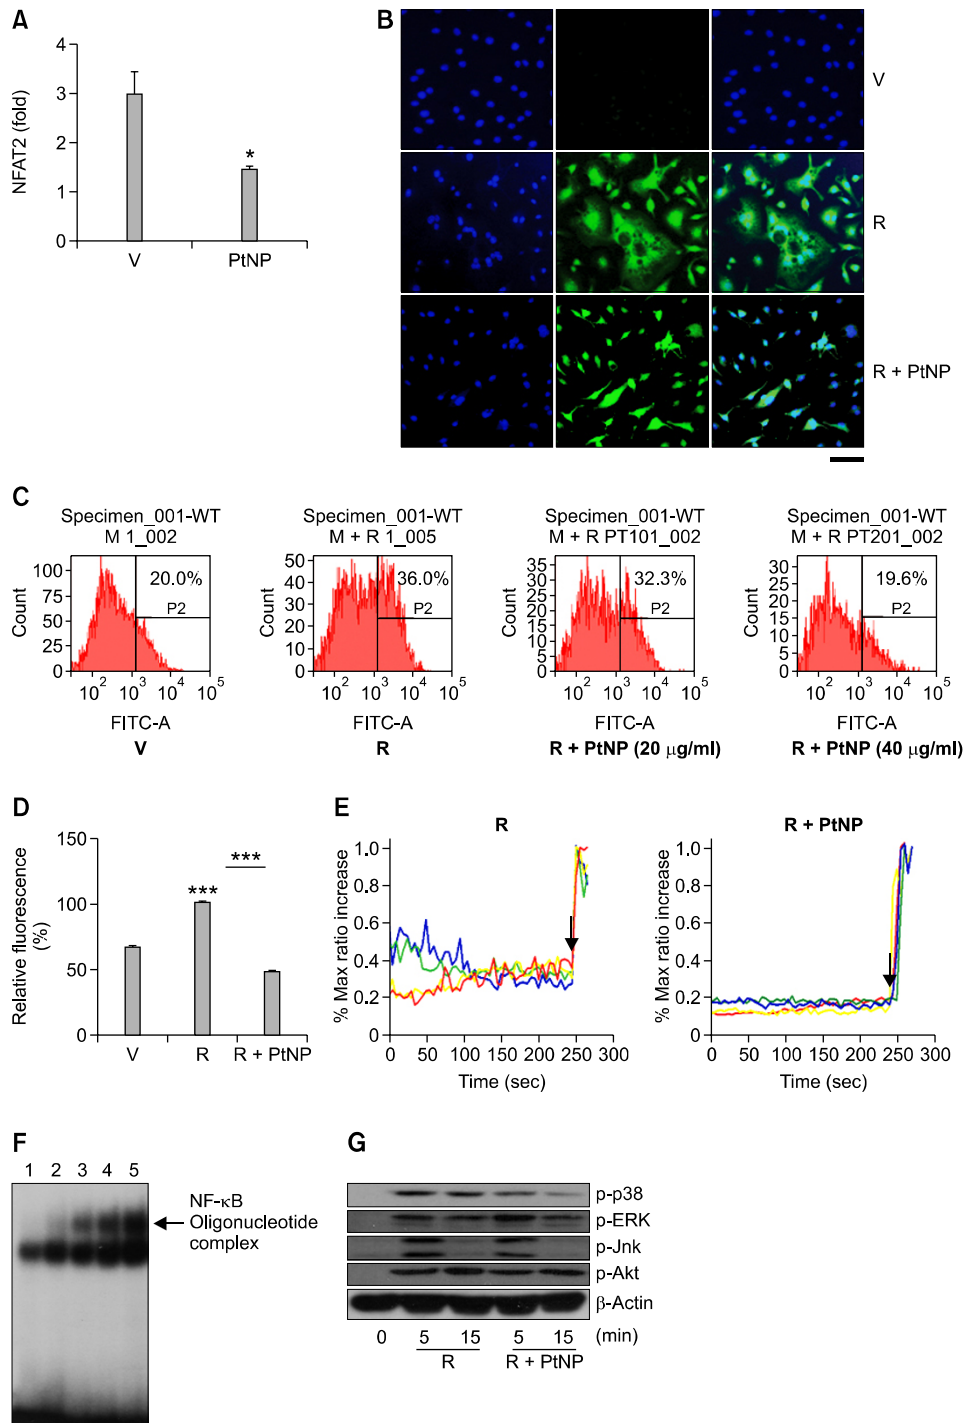 A
NFAT2 (fold)
4
3
2
1
0
V
PtNP
*
B
V
R
R + PtNP
C
Specimen_001-WT
M 1_002
Count
100
75
50
25
0
20.0%
P2
10^2 10^3 10^4 10^5
FITC-A
V
Specimen_001-WT
M + R 1_005
Count
50
40
30
20
10
0
36.0%
P2
10^2 10^3 10^4 10^5
FITC-A
R
Specimen_001-WT
M + R PT101_002
Count
35
30
25
20
15
10
5
0
32.3%
P2
10^2 10^3 10^4 10^5
FITC-A
R + PtNP (20 μg/ml)
Specimen_001-WT
M + R PT201_002
Count
30
25
20
15
10
5
0
19.6%
P2
10^2 10^3 10^4 10^5
FITC-A
R + PtNP (40 μg/ml)
D
Relative fluorescence
(%)
150
100
50
0
***
***
V
R
R + PtNP
E
R
% Max ratio increase
1.0
0.8
0.6
0.4
0.2
0
0 50 100 150 200 250 300
Time (sec)
R + PtNP
% Max ratio increase
1.0
0.8
0.6
0.4
0.2
0
0 50 100 150 200 250 300
Time (sec)
F
1 2 3 4 5
NF-κB
Oligonucleotide
complex
G
p-p38
p-ERK
p-Jnk
p-Akt
β-Actin
0 5 15 5 15 (min)
R
R + PtNP